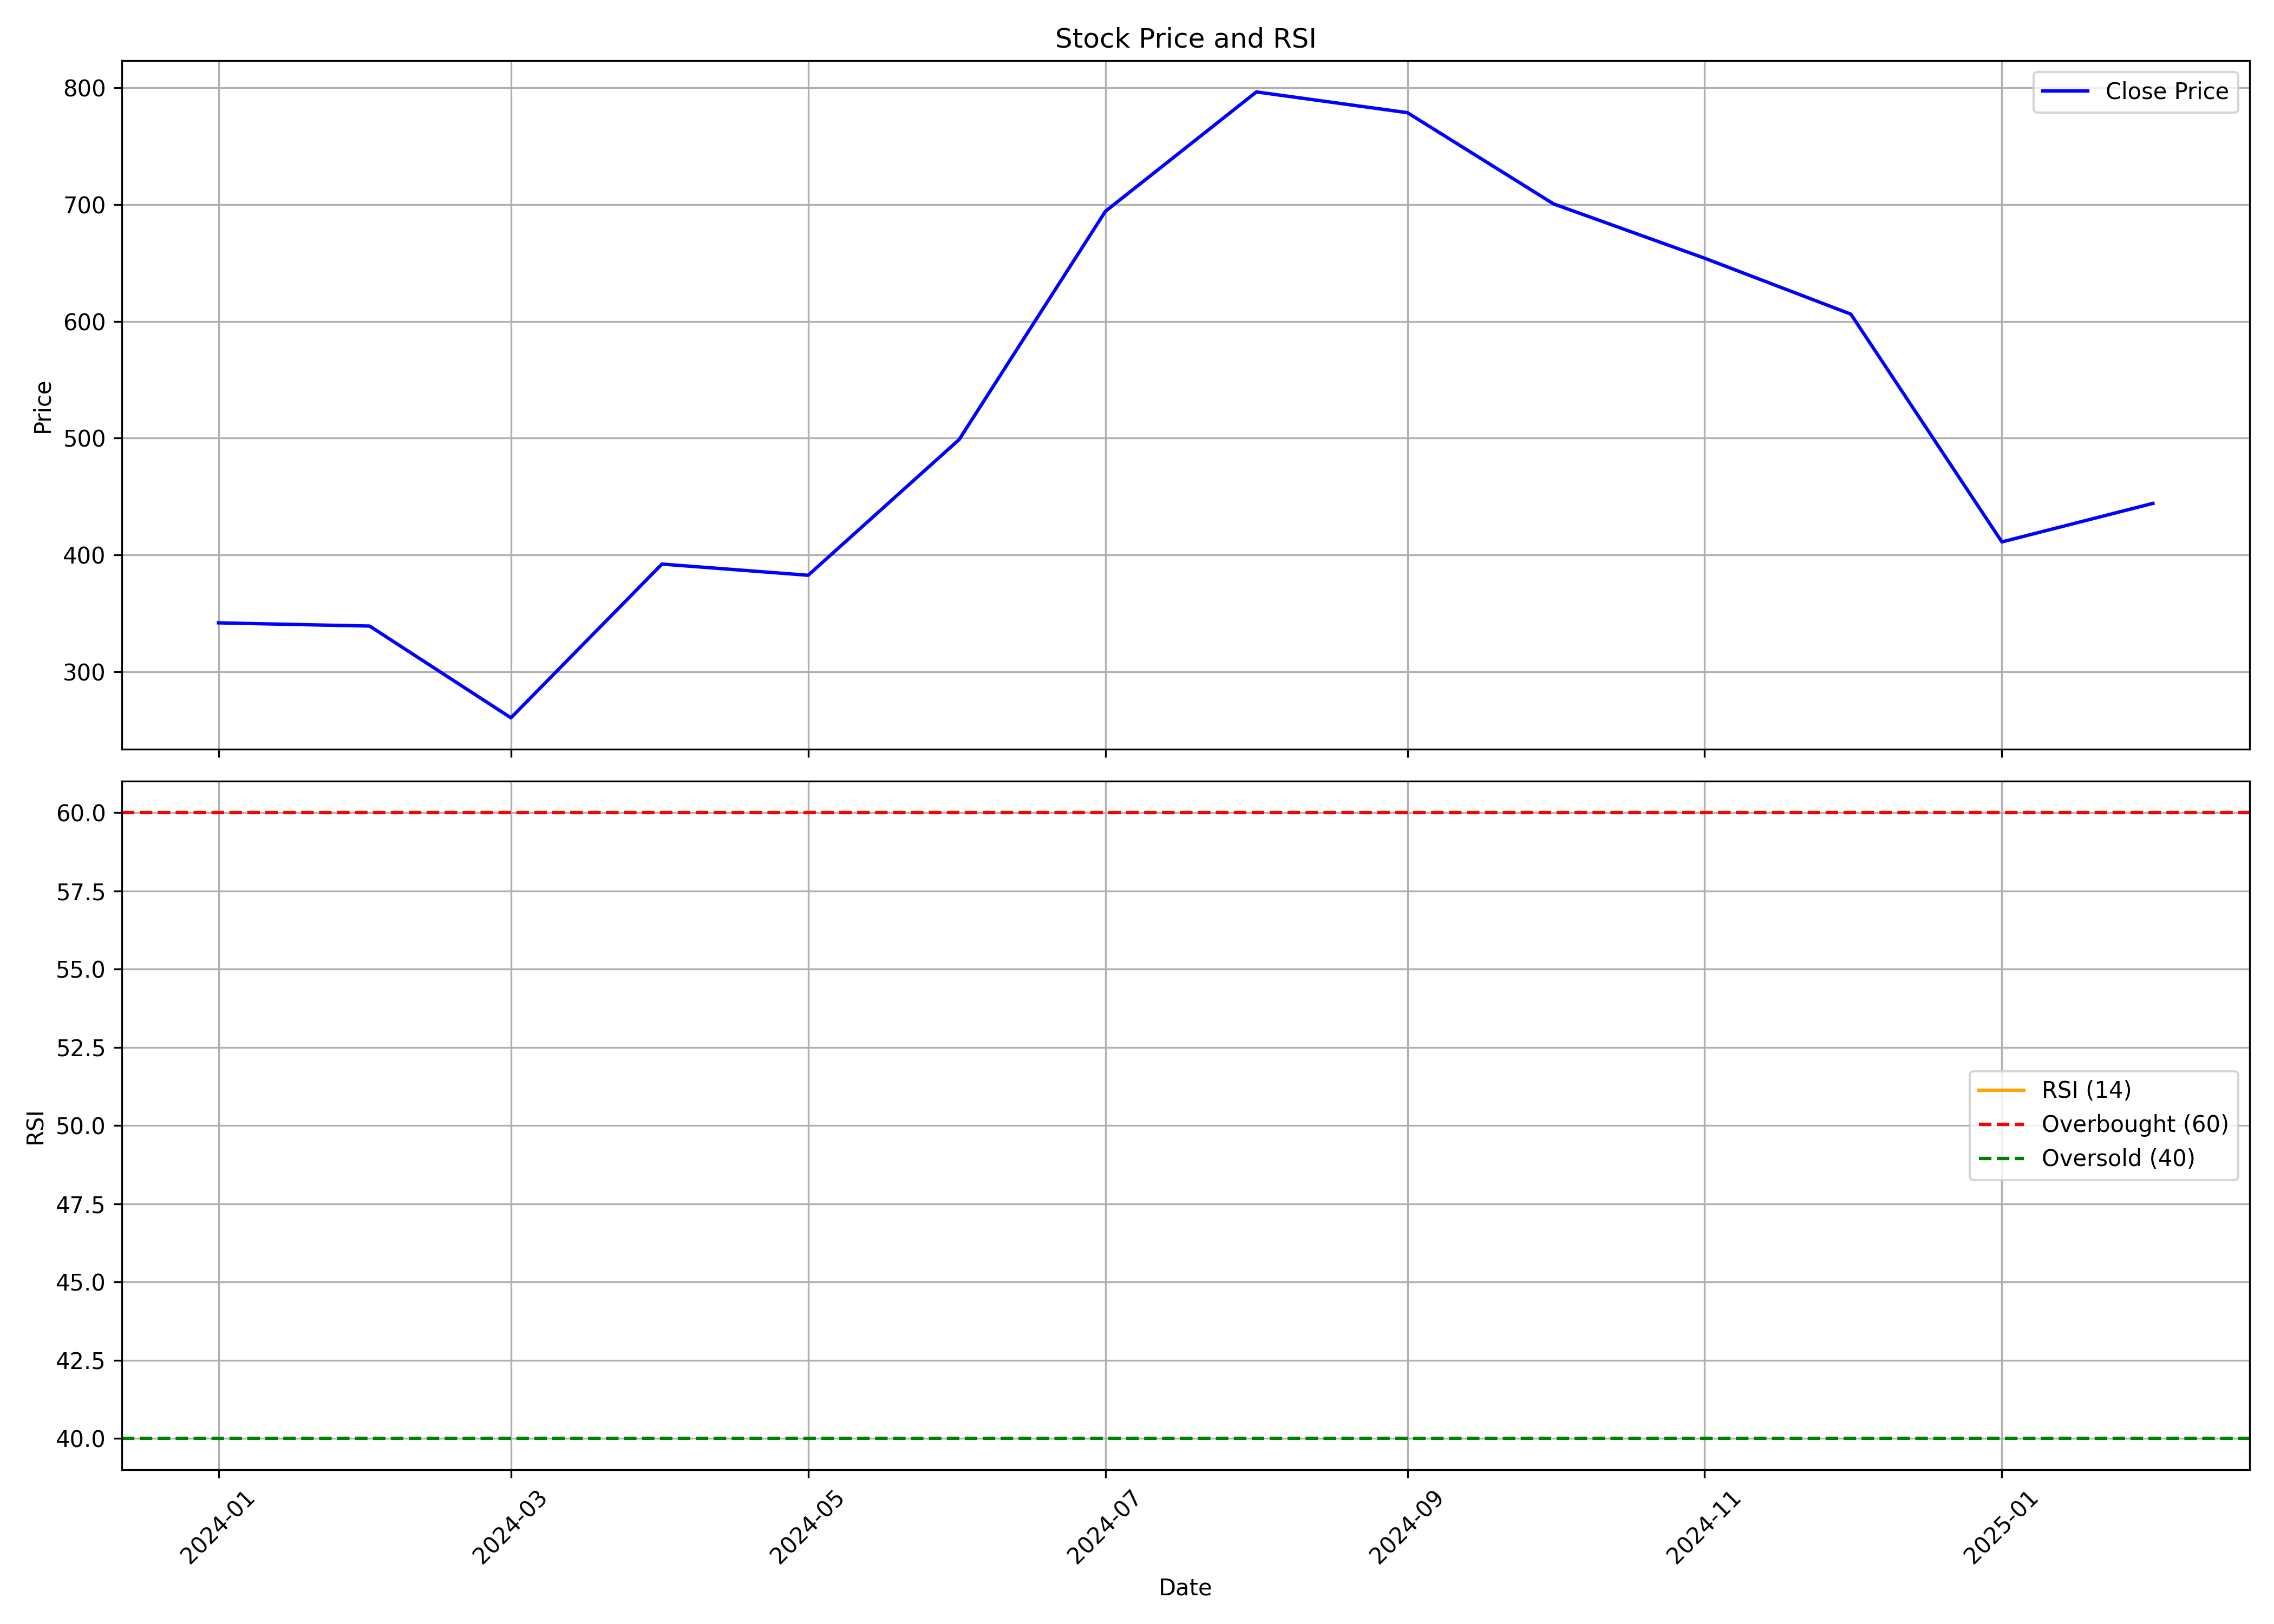 Stock Price and RSI
Close Price
800
700
600
500
400
300
Price
60.0
57.5
55.0
52.5
50.0
47.5
45.0
42.5
40.0
RSI
RSI (14)
Overbought (60)
Oversold (40)
2024-01
2024-03
2024-05
2024-07
2024-09
2024-11
2025-01
Date